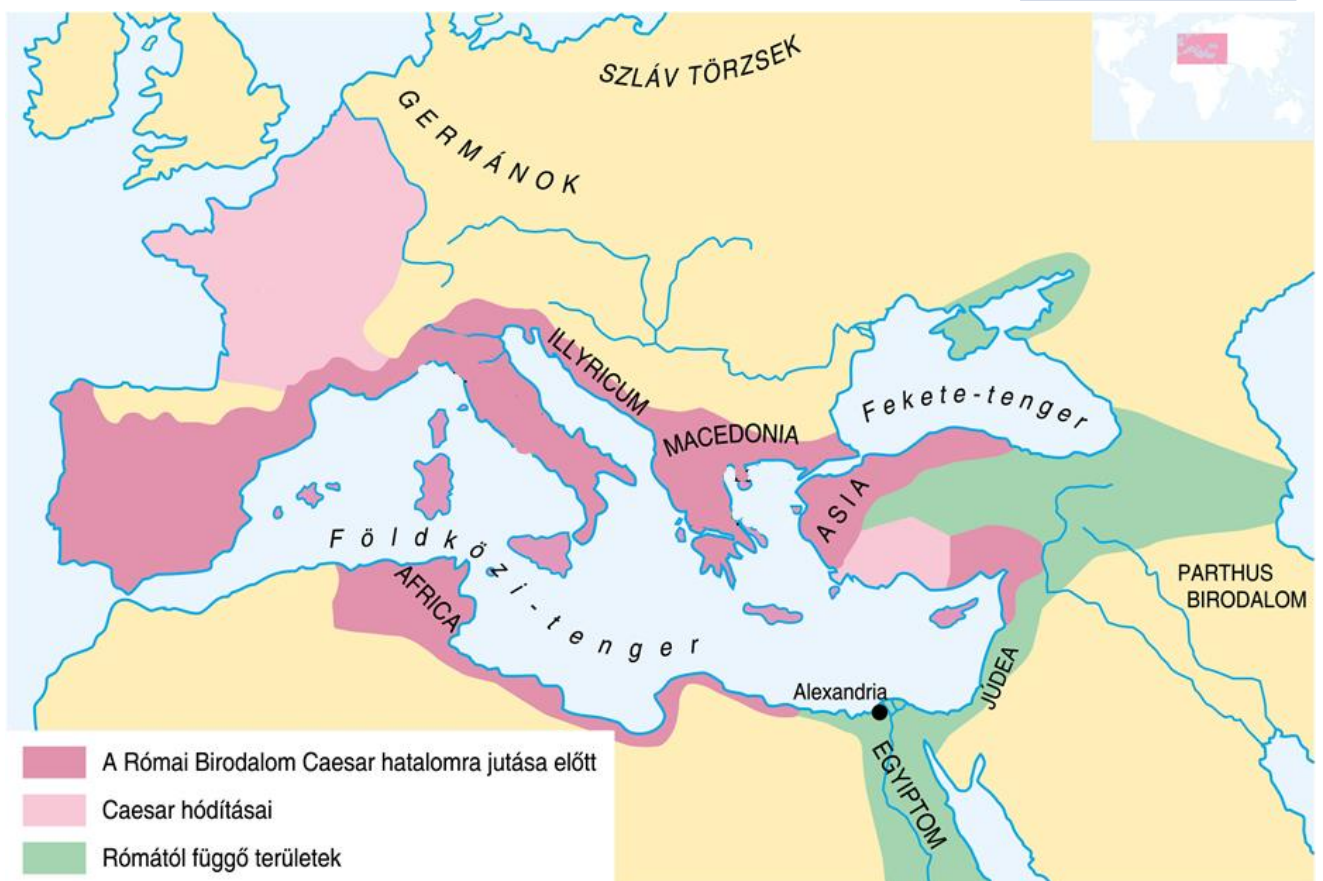 SZLÁV TÖRZSEK
GERMÁNOK
ILLYRICUM
MACEDONIA
Fekete-tenger
ASIA
Földközi-tenger
AFRICA
PARTHUS
BIRODALOM
JÚDEA
Alexandria
EGYIPTOM
A Római Birodalom Caesar hatalomra jutása előtt
Caesar hódításai
Rómától függő területek